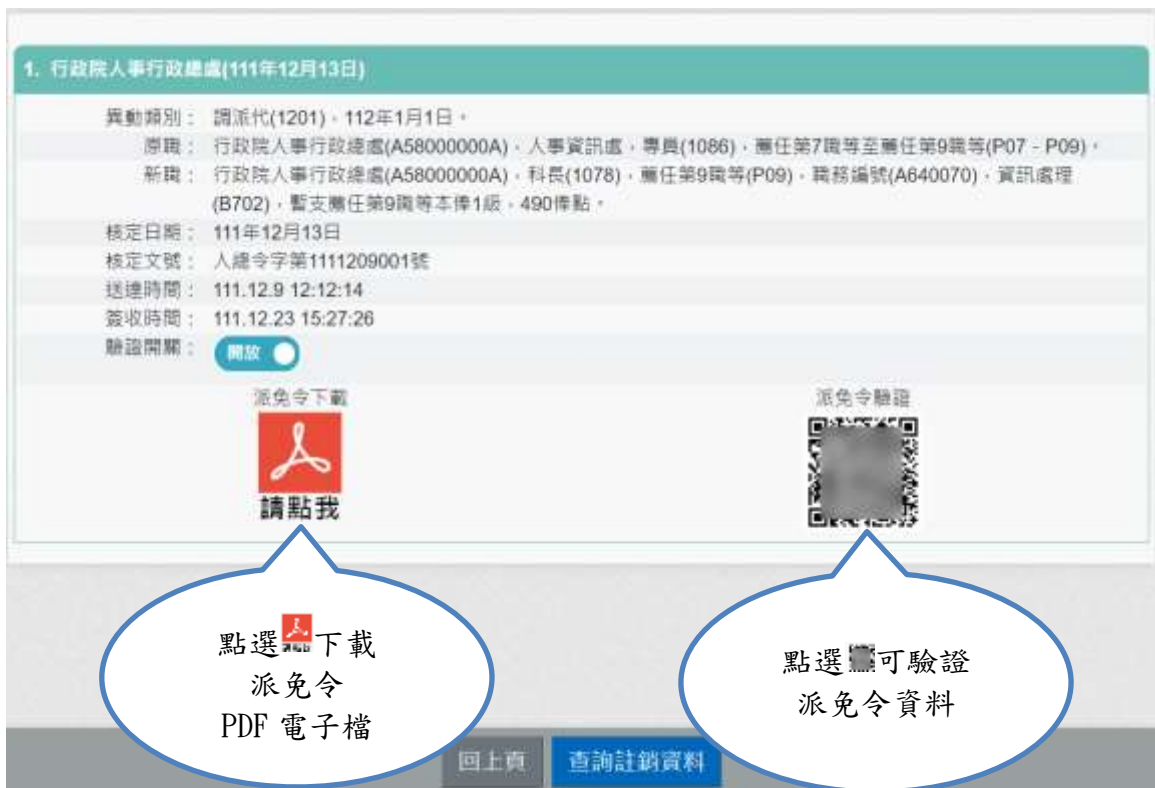 1. 行政院人事行政總處(111年12月13日)
異動類別： 調派代(1201)，112年1月1日。
原職： 行政院人事行政總處(A58000000A)，人事資訊處，專員(1086)，薦任第7職等至薦任第9職等(P07 - P09)。
新職： 行政院人事行政總處(A58000000A)，科長(1078)，薦任第9職等(P09)，職務編號(A640070)，資訊處理
(B702)，暫支薦任第9職等本俸1級，490俸點。
核定日期： 111年12月13日
核定文號： 人總令字第1111209001號
送達時間： 111.12.9 12:12:14
簽收時間： 111.12.23 15:27:26
驗證開關： 開放
派免令下載
派免令驗證
請點我
點選下載
派免令
PDF 電子檔
點選可驗證
派免令資料
回上頁
查詢註銷資料